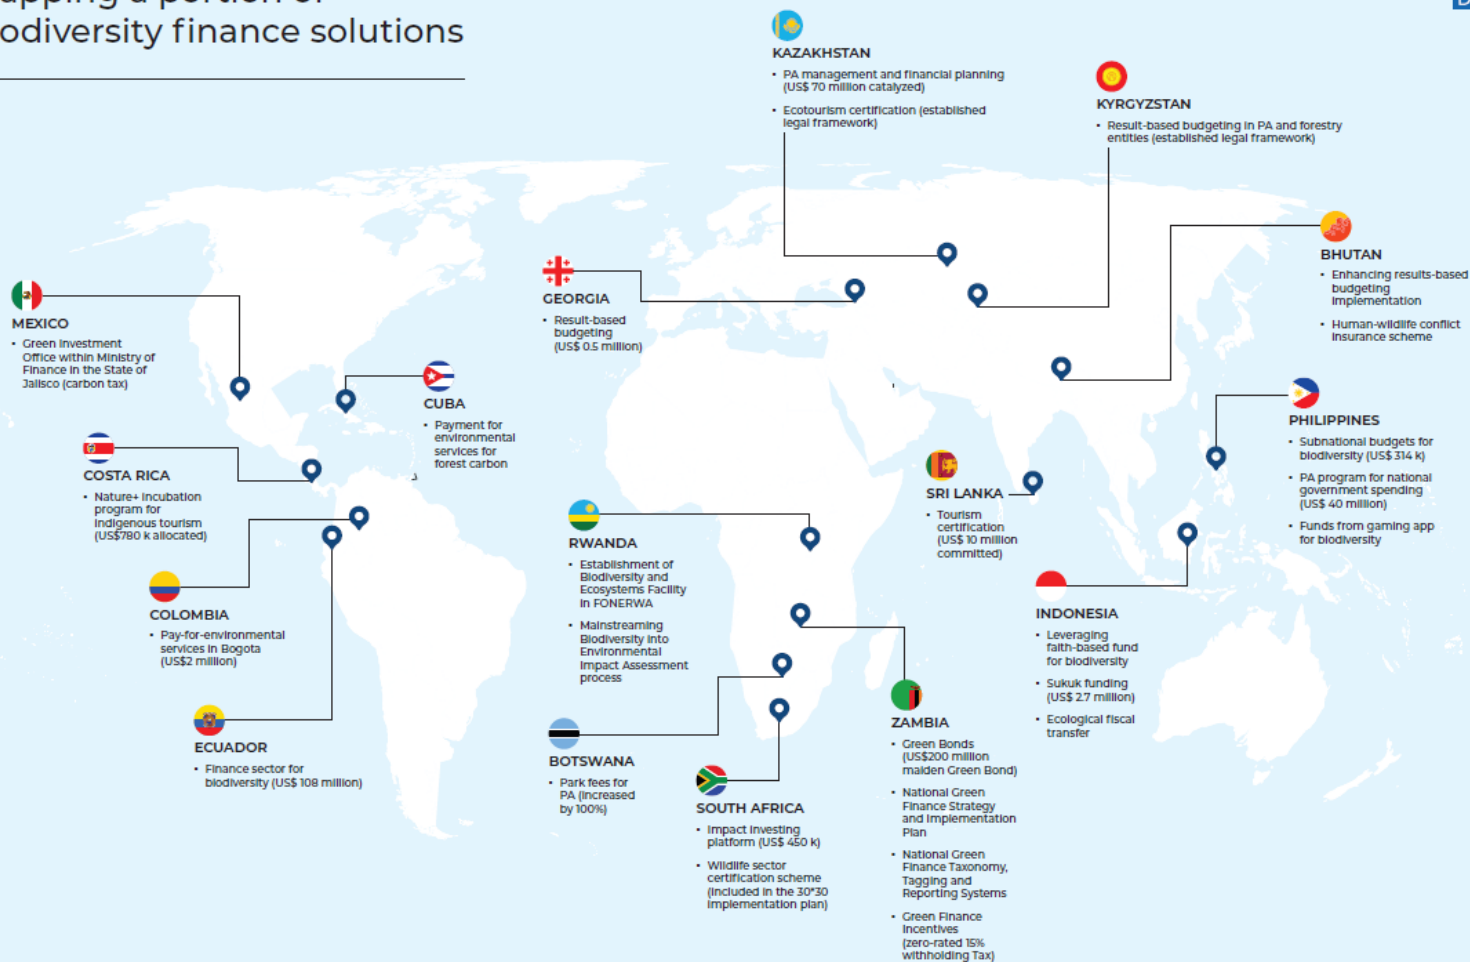 odiversity finance solutions
KAZAKHSTAN
• PA management and financial planning
(US$ 70 million catalyzed)
• Ecotourism certification (established
legal framework)
KYRGYZSTAN
• Result-based budgeting in PA and forestry
entities (established legal framework)
BHUTAN
• Enhancing results-based
budgeting
implementation
• Human-wildlife conflict
insurance scheme
GEORGIA
• Result-based
budgeting
(US$ 0.5 million)
MEXICO
• Green Investment
Office within Ministry of
Finance in the State of
Jalisco (carbon tax)
CUBA
• Payment for
environmental
services for
forest carbon
PHILIPPINES
• Subnational budgets for
biodiversity (US$ 314 k)
• PA program for national
government spending
(US$ 40 million)
• Funds from gaming app
for biodiversity
COSTA RICA
• Nature+ incubation
program for
indigenous tourism
(US$780 k allocated)
SRI LANKA
• Tourism
certification
(US$ 10 million
committed)
RWANDA
• Establishment of
Biodiversity and
Ecosystems Facility
in FONERWA
• Mainstreaming
Biodiversity into
Environmental
Impact Assessment
process
COLOMBIA
• Pay-for-environmental
services in Bogota
(US$2 million)
INDONESIA
• Leveraging
faith-based fund
for biodiversity
• Sukuk funding
(US$ 2.7 million)
• Ecological fiscal
transfer
ECUADOR
• Finance sector for
biodiversity (US$ 108 million)
BOTSWANA
• Park fees for
PA (increased
by 100%)
SOUTH AFRICA
• Impact investing
platform (US$ 450 k)
• Wildlife sector
certification scheme
(included in the 30*30
implementation plan)
ZAMBIA
• Green Bonds
(US$200 million
maiden Green Bond)
• National Green
Finance Strategy
and Implementation
Plan
• National Green
Finance Taxonomy,
Tagging and
Reporting Systems
• Green Finance
Incentives
(zero-rated 15%
withholding Tax)